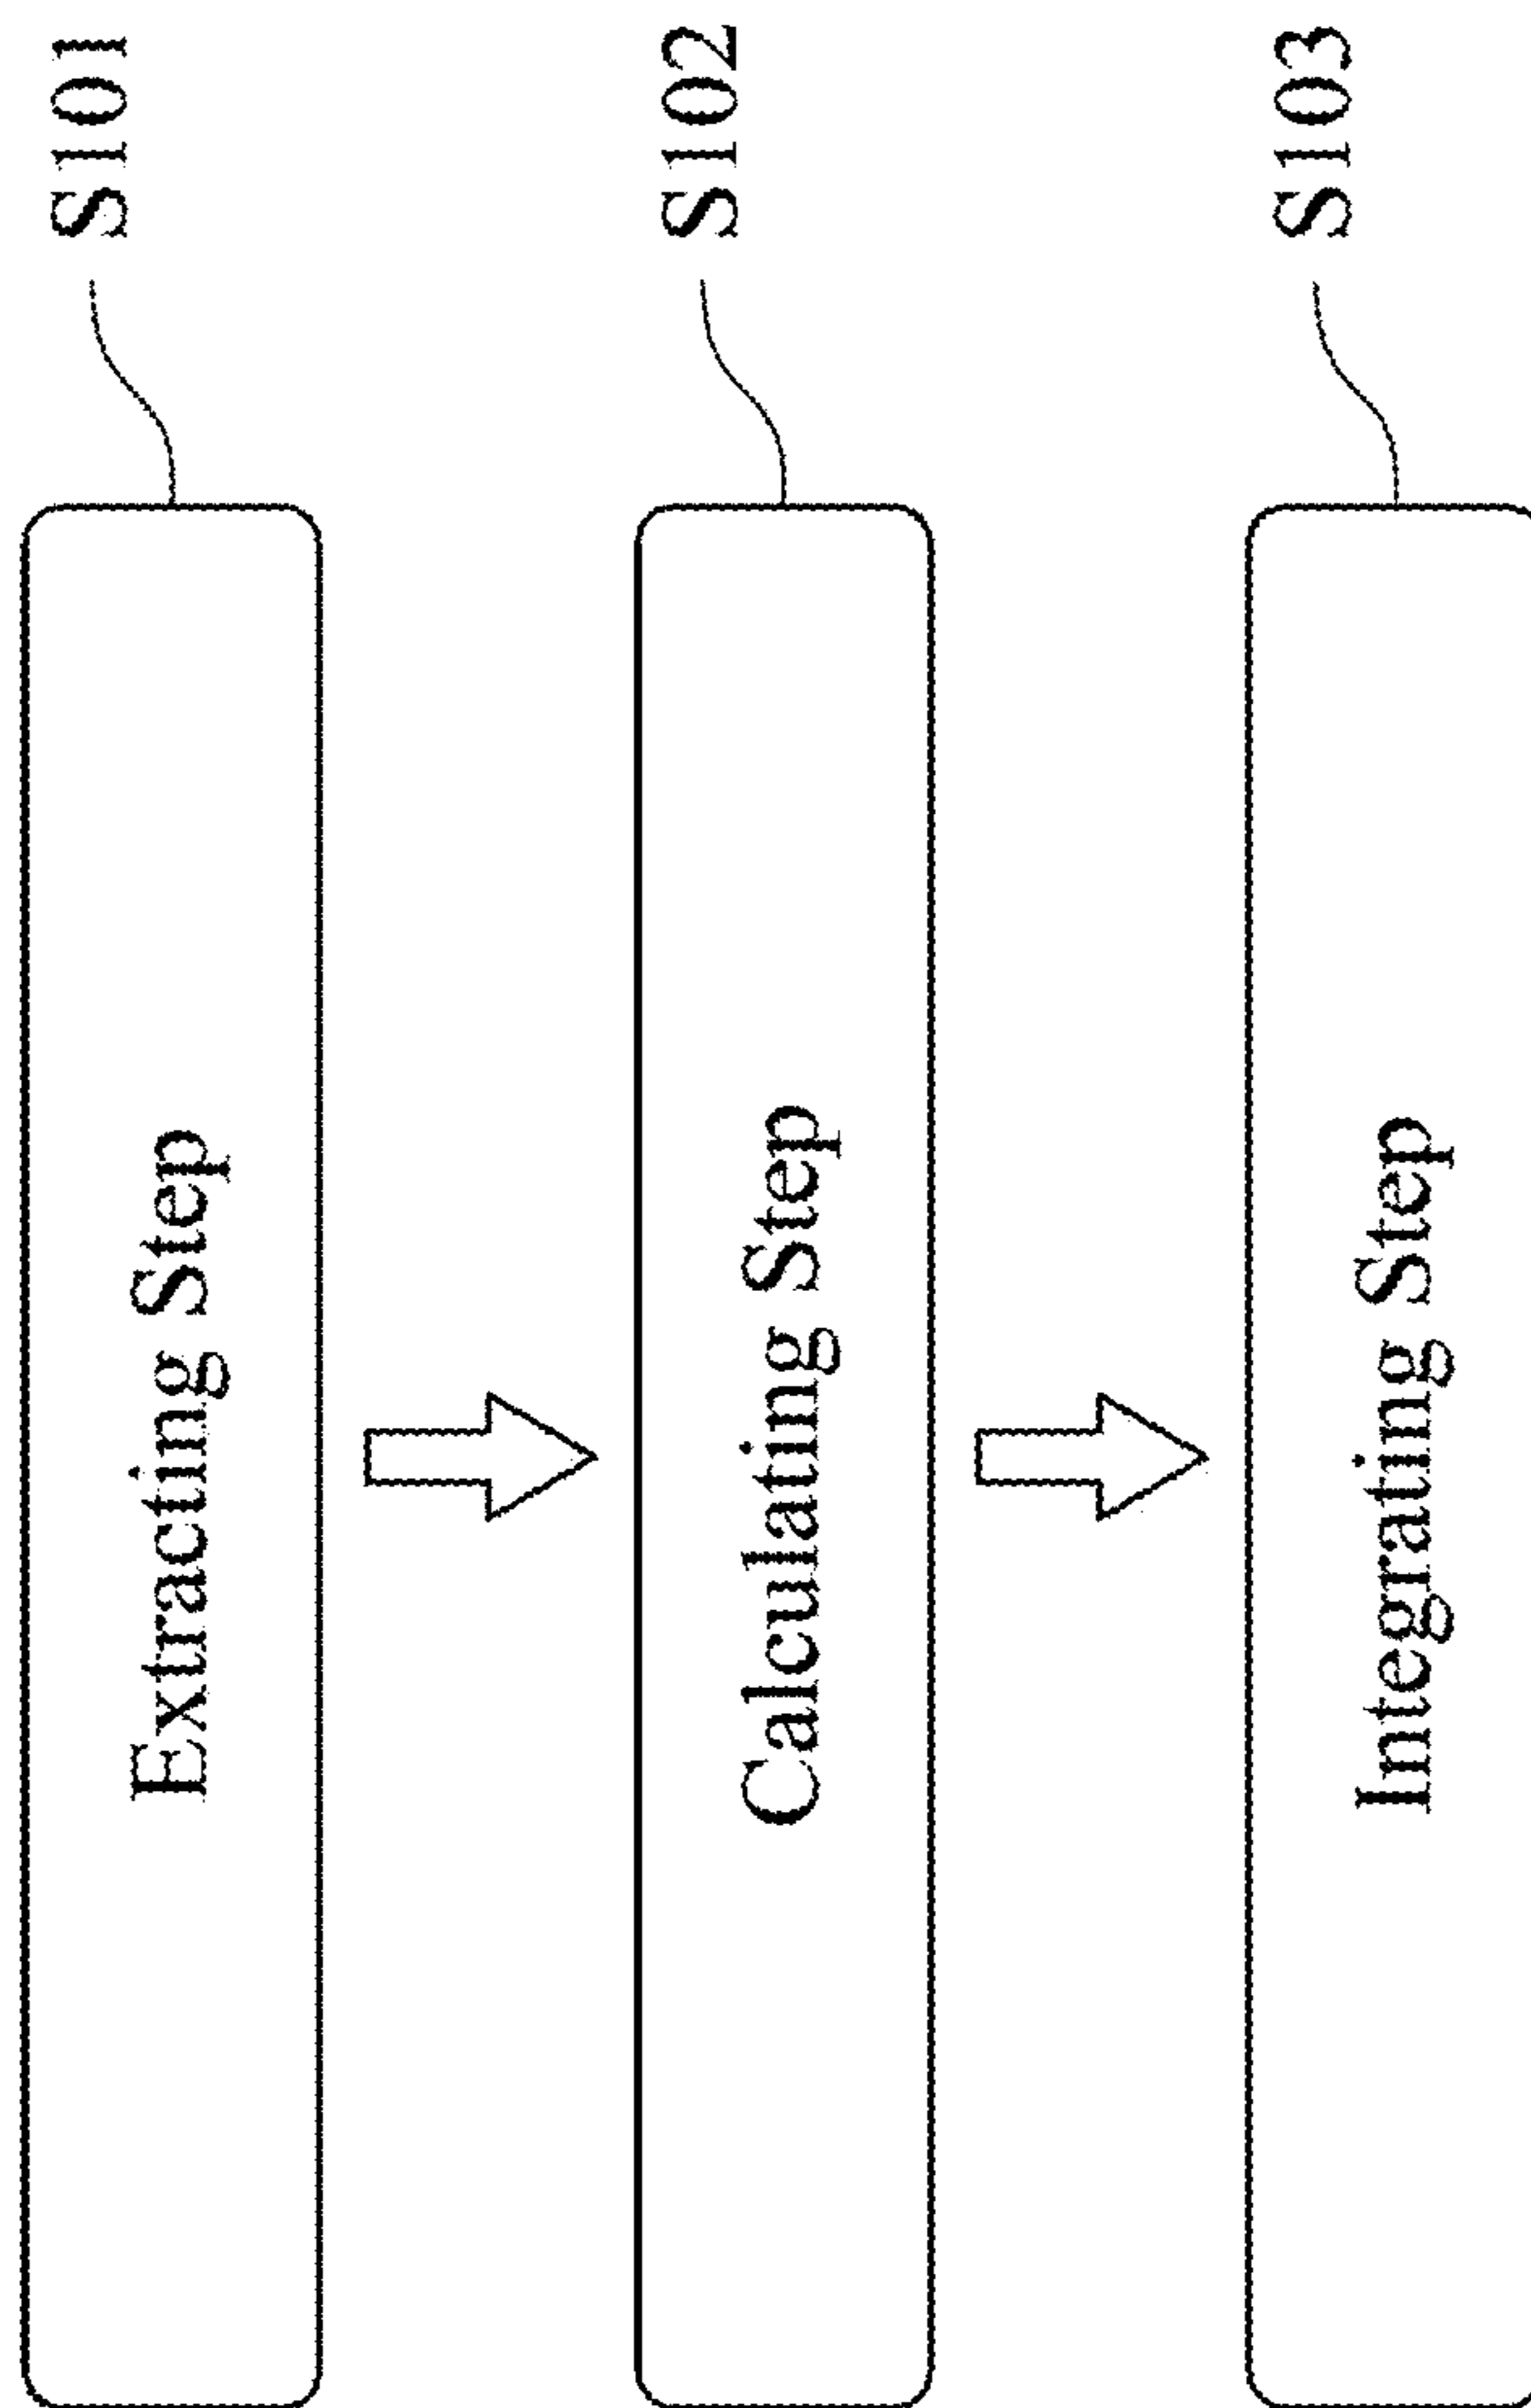 Extracting Step
S101
Calculating Step
S102
Integrating Step
S103